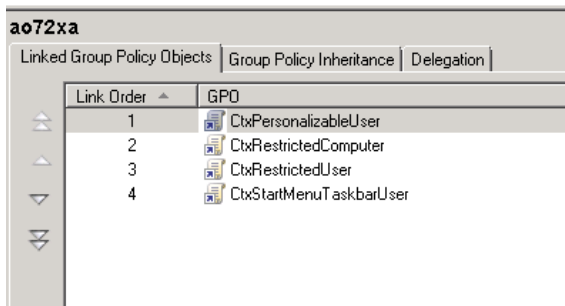 ao72xa
Linked Group Policy Objects Group Policy Inheritance Delegation
Link Order GPO
1 CtxPersonalizableUser
2 CtxRestrictedComputer
3 CtxRestrictedUser
4 CtxStartMenuTaskbarUser